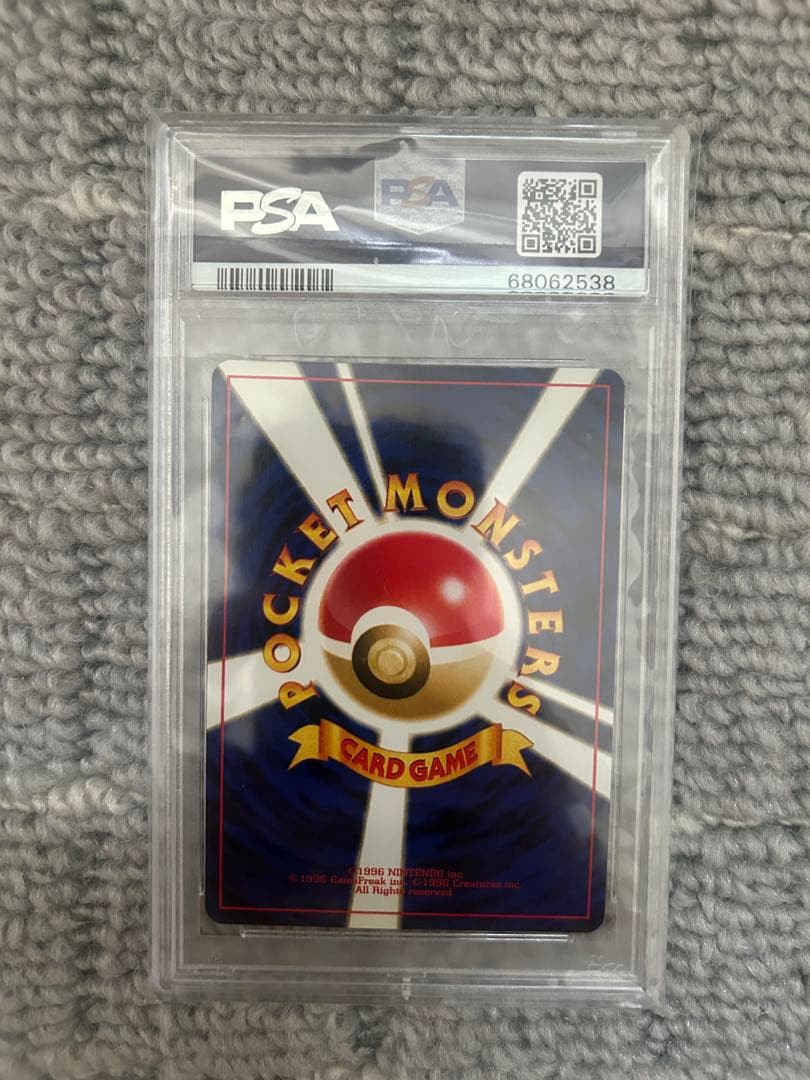 PSA
PSA
68062538
POCKET MONSTERS
CARD GAME
©1996 NINTENDO inc.
©1996 GameFreak inc. ©1996 Creatures inc.
All Rights reserved.